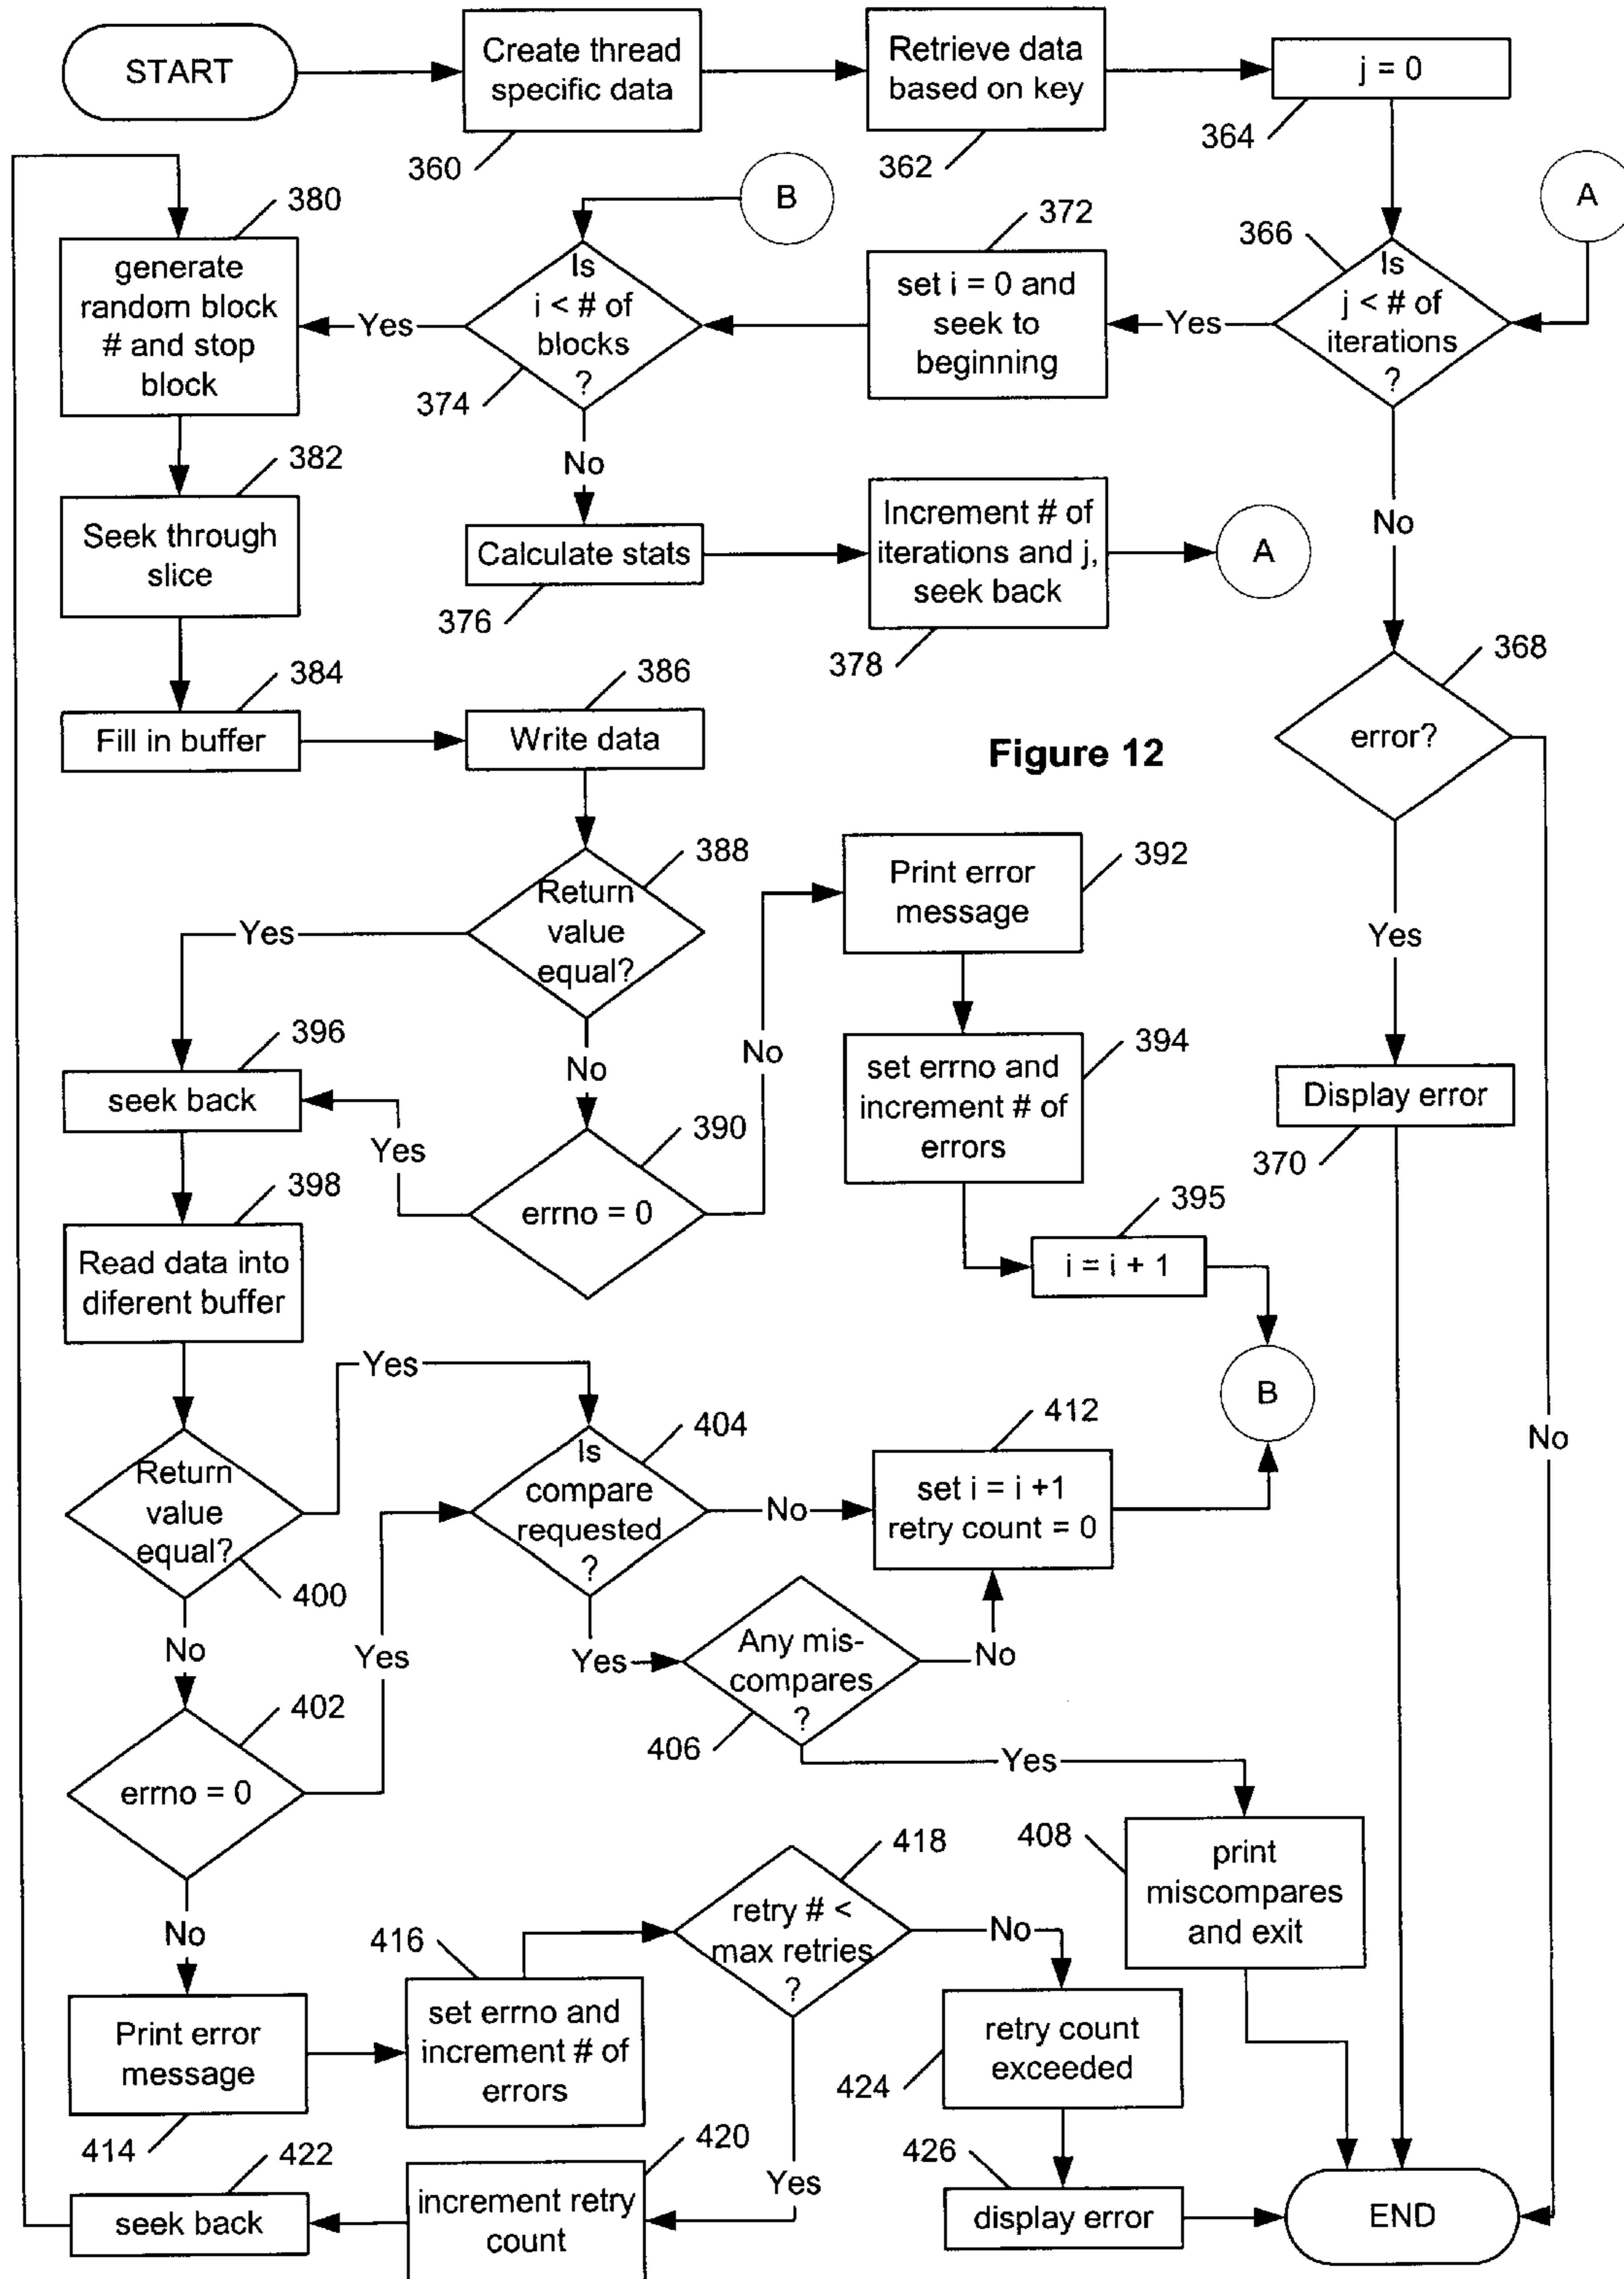 START
Create thread
specific data
360
Retrieve data
based on key
362
j = 0
364
A
B
380
generate
random block
# and stop
block
Yes
Is
i < # of
blocks
?
374
372
set i = 0 and
seek to
beginning
Yes
366
Is
j < # of
iterations
?
No
No
382
Seek through
slice
Calculate stats
376
Increment # of
iterations and j,
seek back
378
A
384
Fill in buffer
386
Write data
Figure 12
368
error?
Yes
No
Display error
370
388
Return
value
equal?
Yes
No
392
Print error
message
No
394
set errno and
increment # of
errors
396
seek back
Yes
390
errno = 0
395
i = i + 1
B
398
Read data into
diferent buffer
Yes
Return
value
equal?
400
No
404
Is
compare
requested
?
No
412
set i = i +1
retry count = 0
Yes
Yes
Any mis-
compares
?
406
No
Yes
402
errno = 0
No
408
print
miscompares
and exit
418
retry # <
max retries
?
No
Yes
416
set errno and
increment # of
errors
Print error
message
414
retry count
exceeded
424
426
display error
420
increment retry
count
422
seek back
END